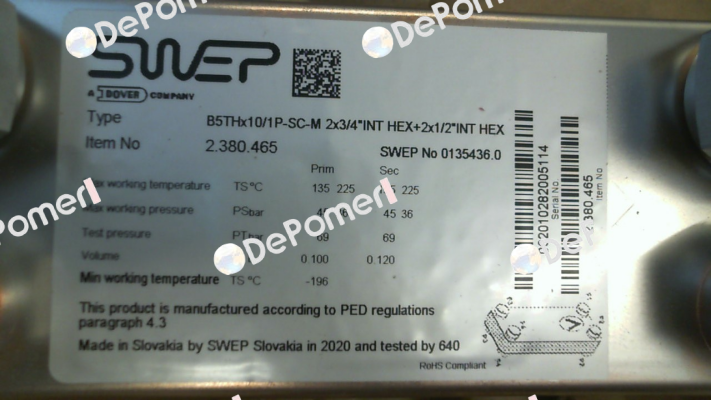 SWEP
A DOVER COMPANY
Type B5THx10/1P-SC-M 2x3/4"INT HEX+2x1/2"INT HEX
Item No 2.380.465 SWEP No 0135436.0
Prim Sec
working temperature TS °C 135 225 225
working pressure PSbar 45 36
Test pressure 69 69
Volume 0.100 0.120
Min working temperature TS °C -196
This product is manufactured according to PED regulations
paragraph 4.3
Made in Slovakia by SWEP Slovakia in 2020 and tested by 640
RoHS Compliant
Serial No
Item No
DePomerl
DePomerl
DePomerl
DePomerl
DePomerl